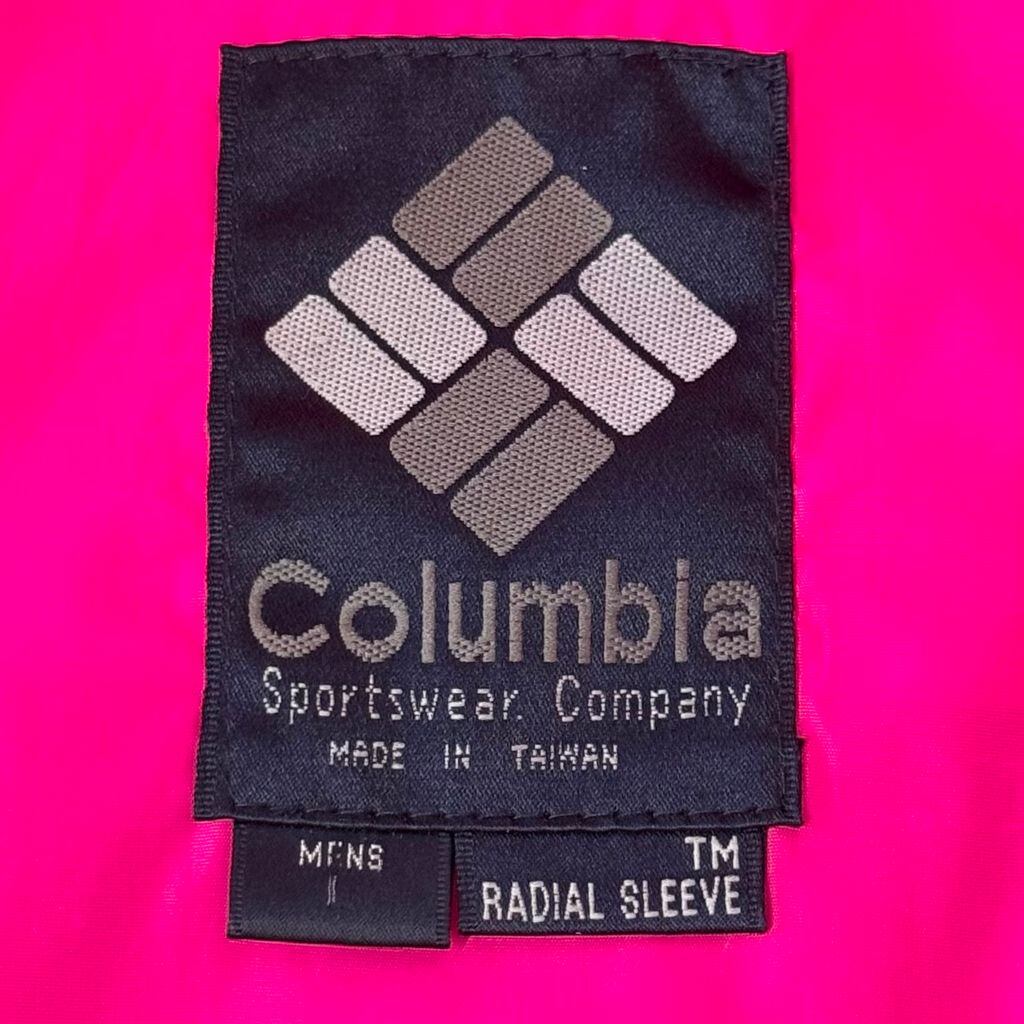 Columbia
Sportswear Company
MADE IN TAIWAN
MENS
TM
RADIAL SLEEVE